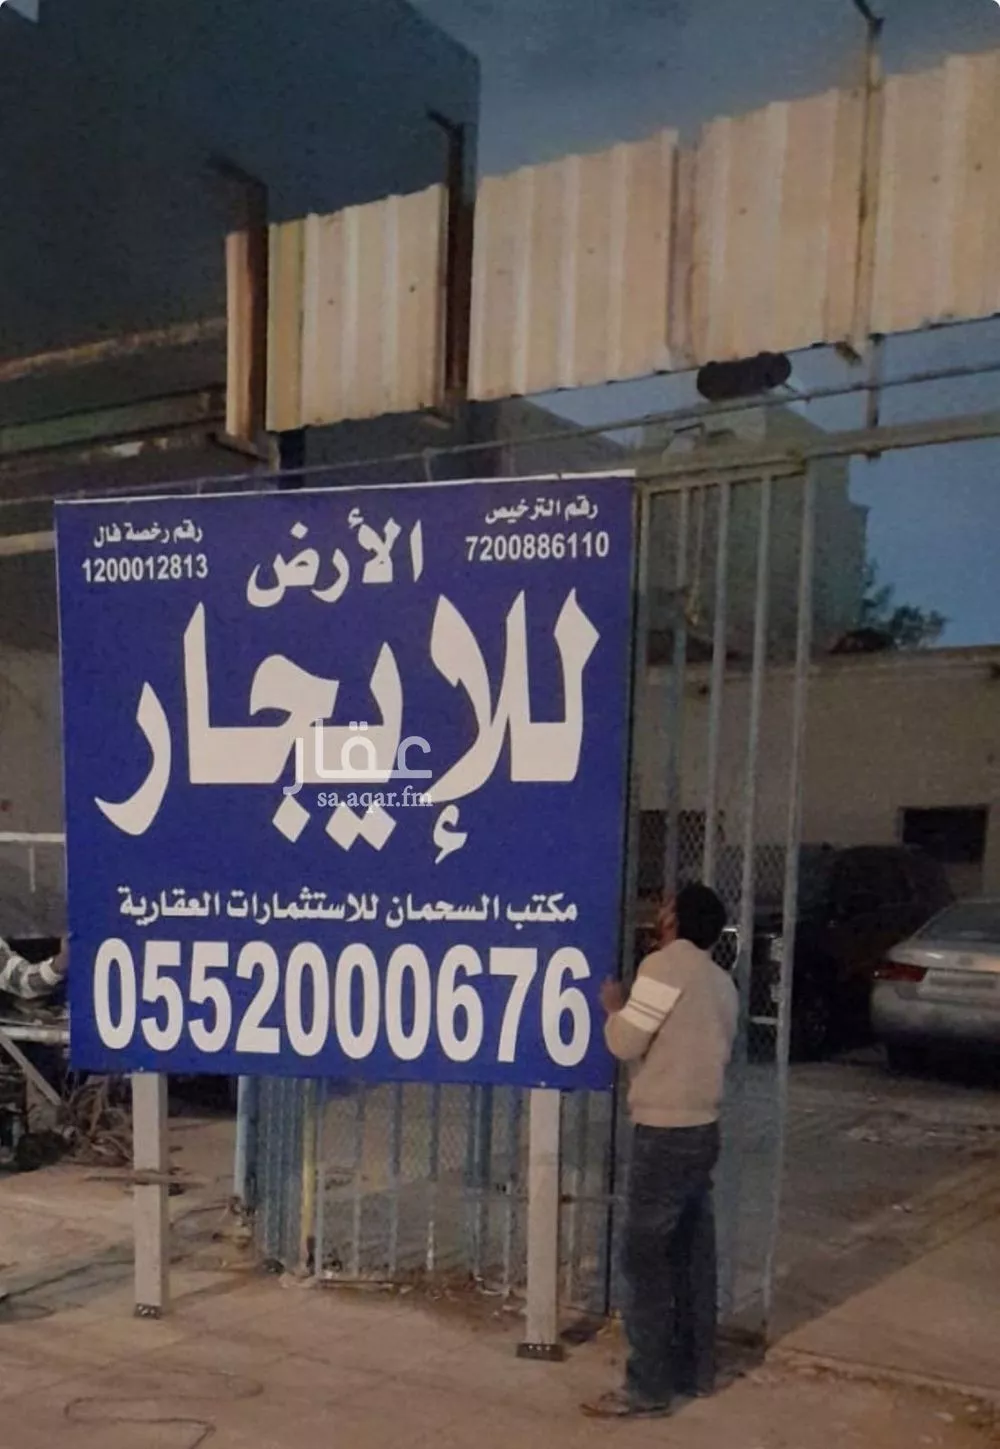 رقم الترخيص
7200886110
رقم رخصة فال
1200012813
الأرض
للإيجار
عقار
sa.aqar.fm
مكتب السحمان للاستثمارات العقارية
0552000676